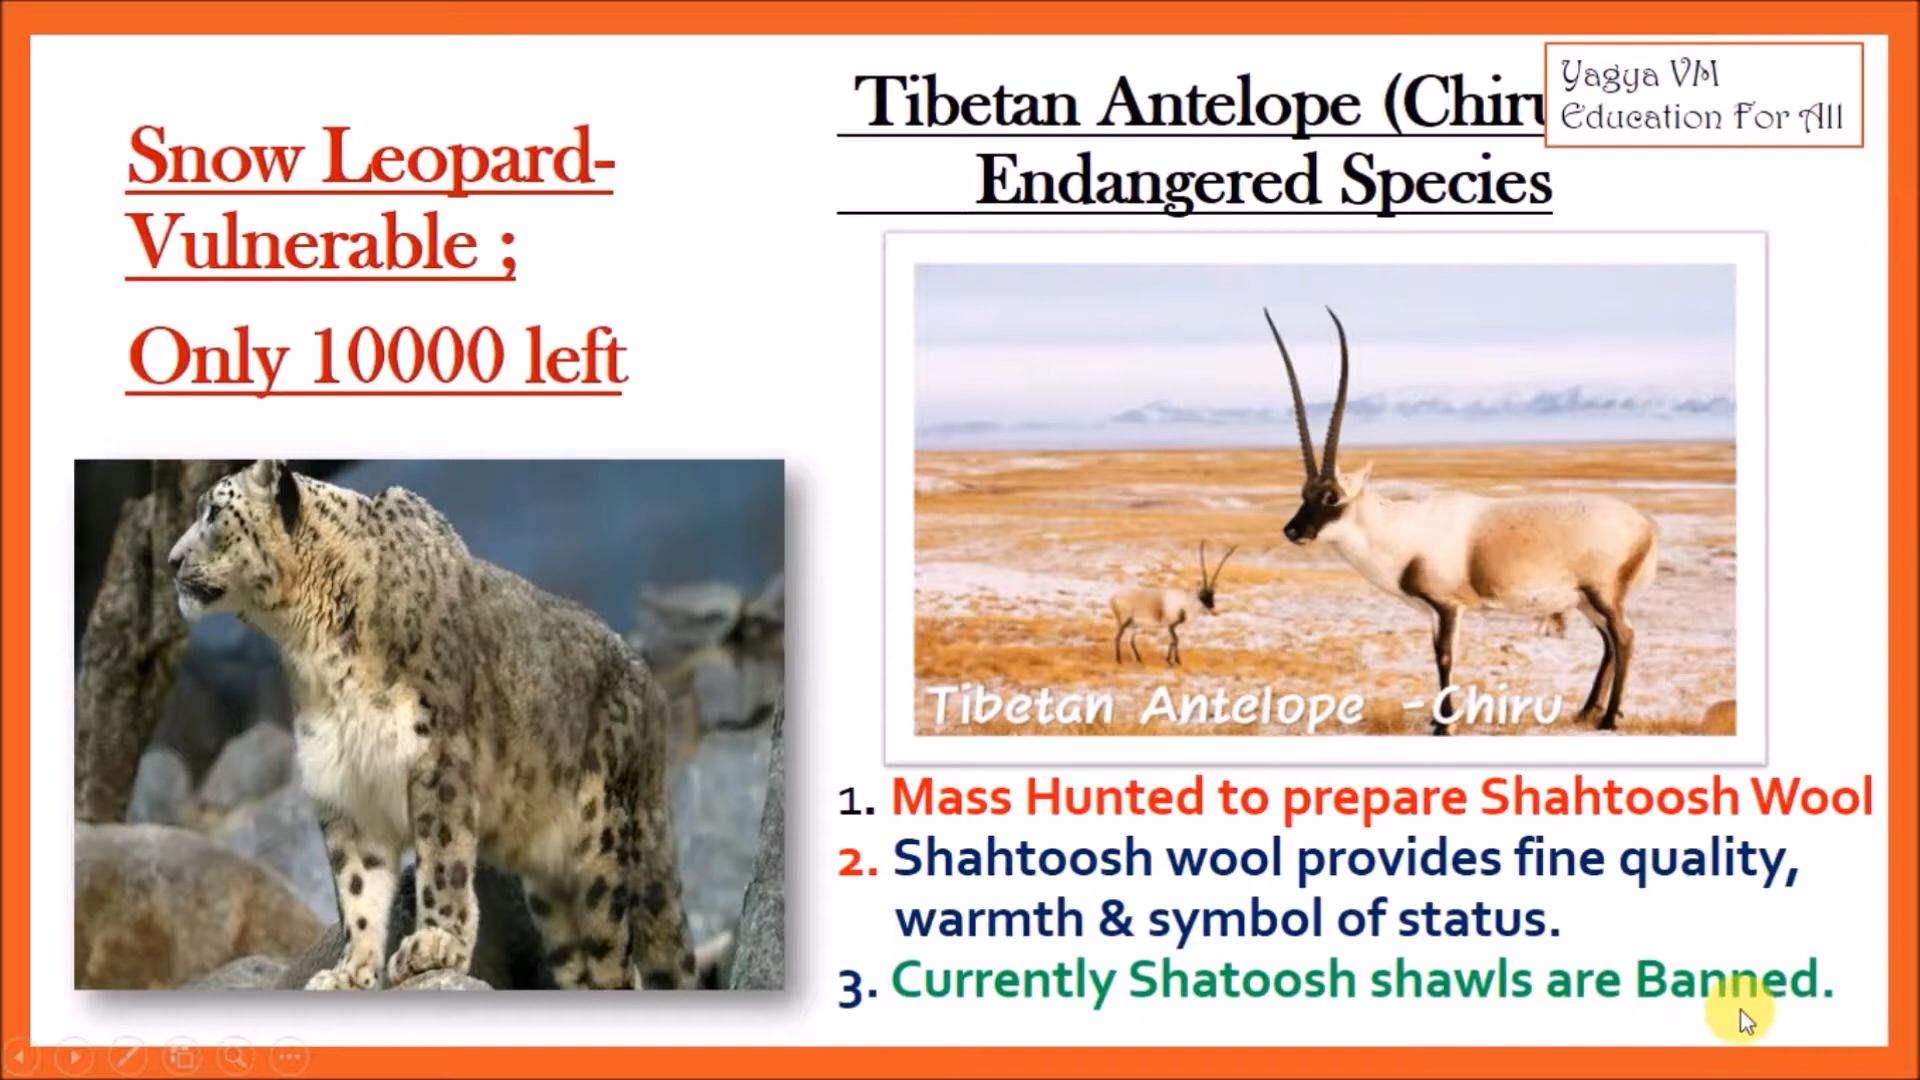 Snow Leopard-
Vulnerable ;
Only 10000 left
Tibetan Antelope (Chiru
Endangered Species
Yagya VM
Education For All
Tibetan Antelope -Chiru
1. Mass Hunted to prepare Shahtoosh Wool
2. Shahtoosh wool provides fine quality,
warmth & symbol of status.
3. Currently Shatoosh shawls are Banned.